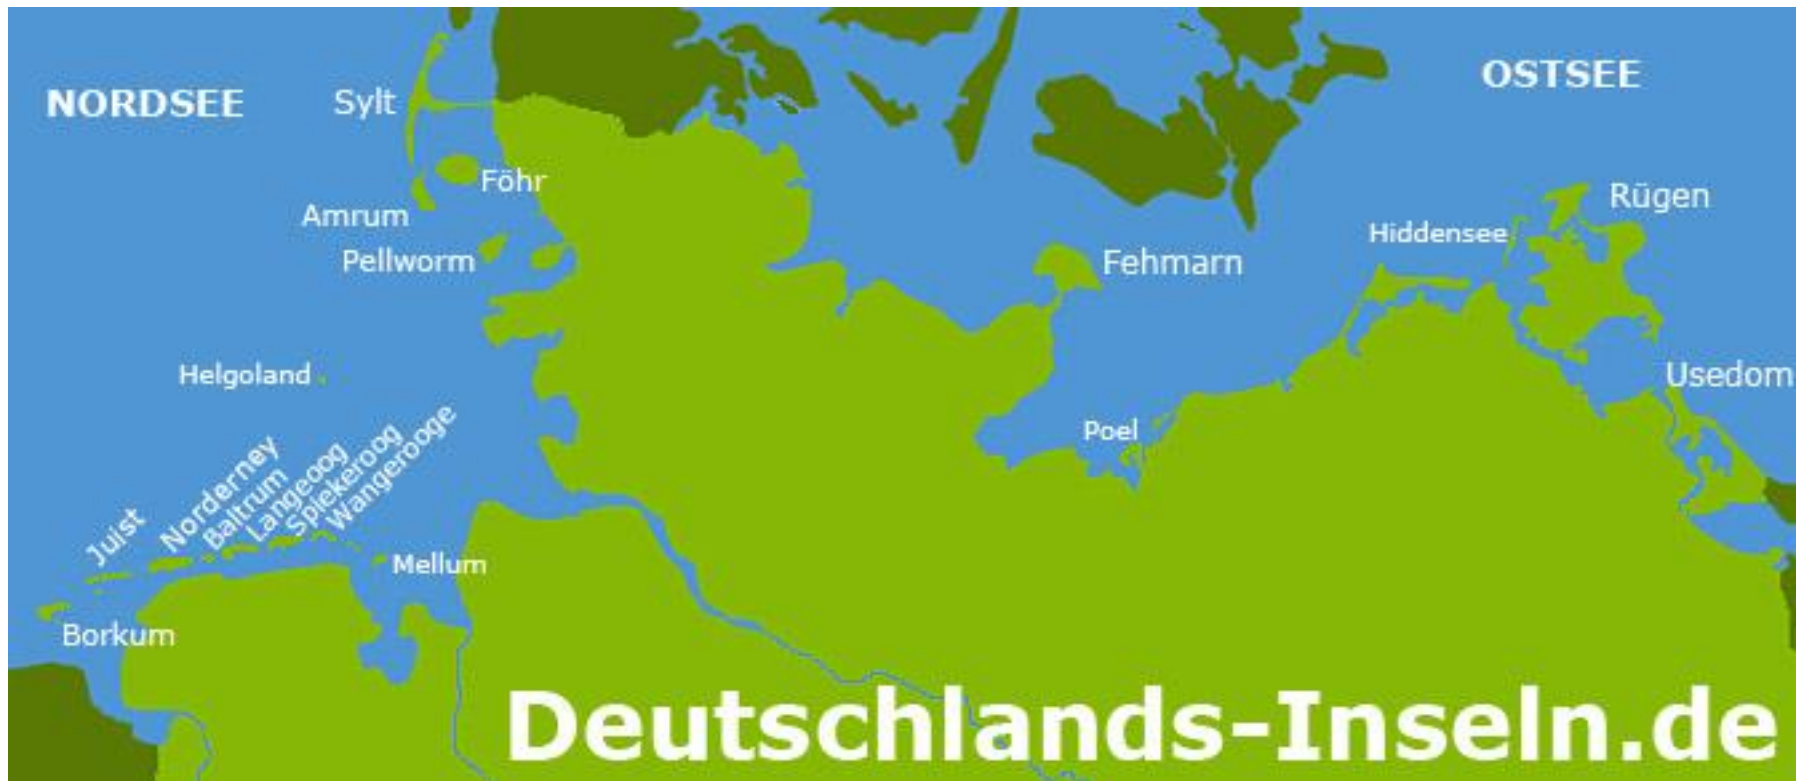 NORDSEE
OSTSEE
Sylt
Föhr
Amrum
Pellworm
Rügen
Hiddensee
Fehmarn
Helgoland
Usedom
Poel
Juist
Norderney
Baltrum
Langeoog
Spiekeroog
Wangerooge
Mellum
Borkum
Deutschlands-Inseln.de